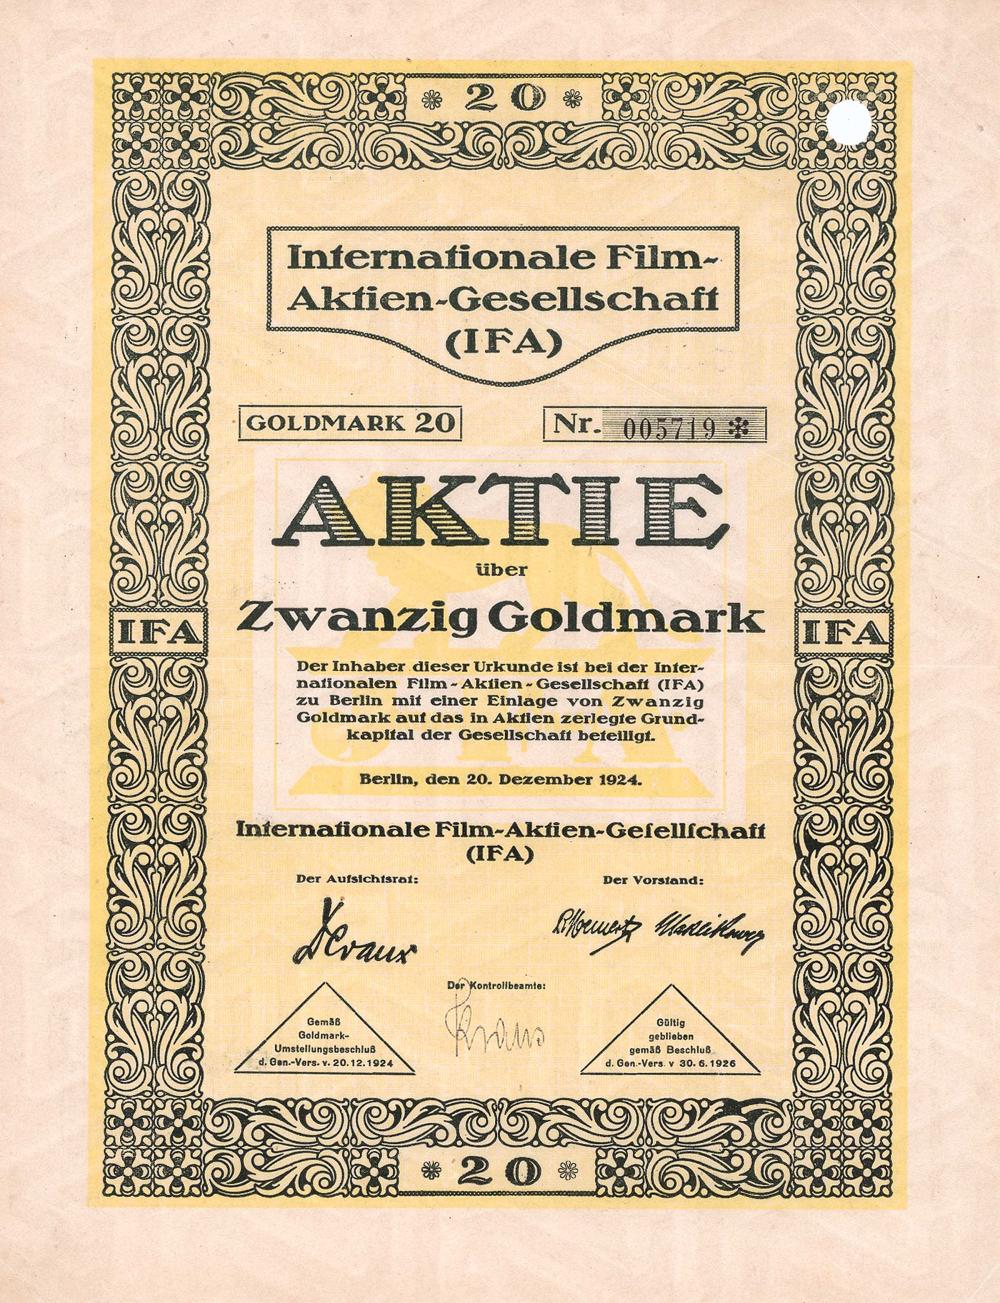 20
Internationale Film-
Aktien-Gesellschaft
(IFA)
GOLDMARK 20
Nr. 005719 ✻
AKTIE
über
Zwanzig Goldmark
IFA
IFA
Der Inhaber dieser Urkunde ist bei der Inter-
nationalen Film-Aktien-Gesellschaft (IFA)
zu Berlin mit einer Einlage von Zwanzig
Goldmark auf das in Aktien zerlegte Grund-
kapital der Gesellschaft beteiligt.
IFA
Berlin, den 20. Dezember 1924.
Internationale Film-Aktien-Geſellſchaft
(IFA)
Der Aufsichtsrat:
Der Vorstand:
Der Kontrollbeamte:
Kraus
Gemäß
Goldmark-
Umstellungsbeschluß
d. Gen.-Vers. v. 20.12.1924
Gültig
geblieben
gemäß Beschluß
d. Gen.-Vers. v 30.6.1926
20